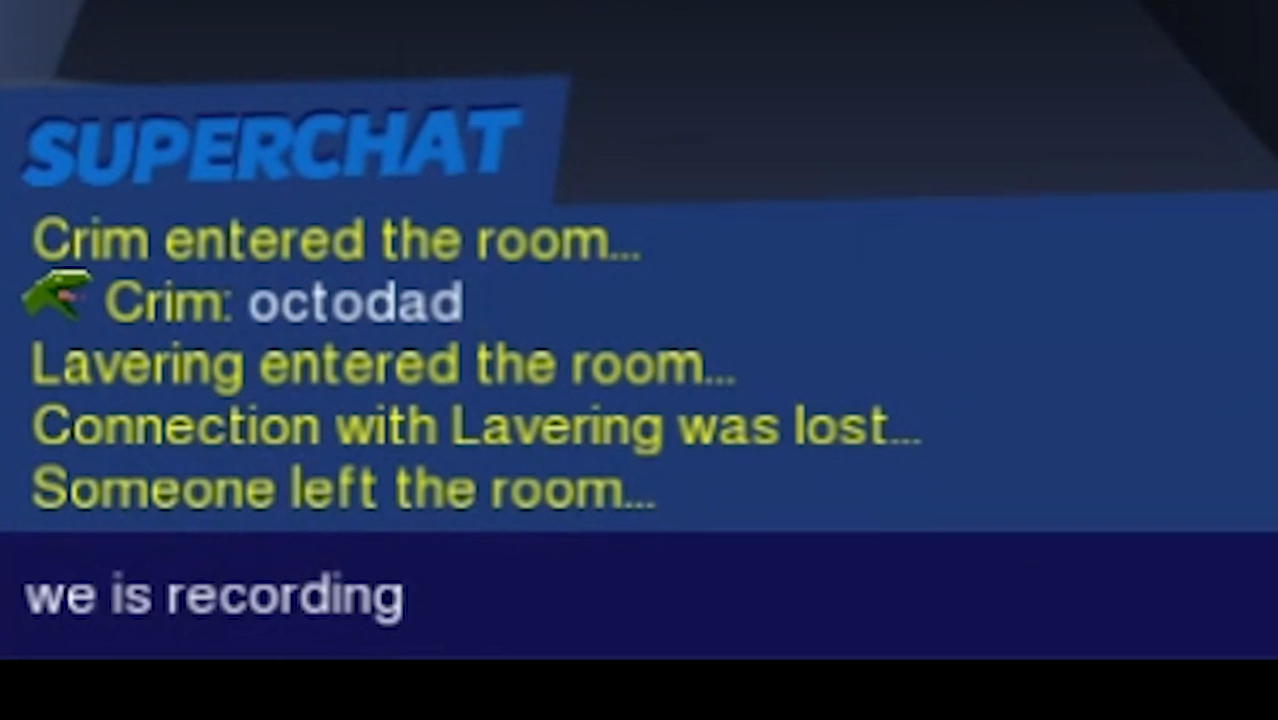 SUPERCHAT
Crim entered the room...
Crim: octodad
Lavering entered the room...
Connection with Lavering was lost...
Someone left the room...
we is recording